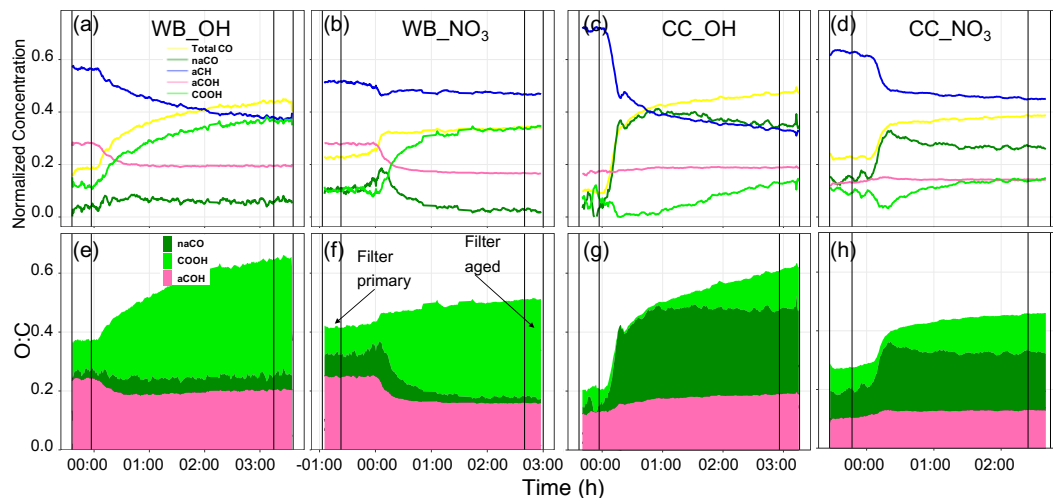 (a) WB_OH
(b) WB_NO3
(c) CC_OH
(d) CC_NO3
Normalized Concentration
0.6
0.4
0.2
0.0
Total CO
naCO
aCH
aCOH
COOH
(e)
(f)
(g)
(h)
naCO
COOH
aCOH
Filter
primary
Filter
aged
O:C
0.6
0.4
0.2
0.0
00:00 01:00 02:00 03:00
-01:00 00:00 01:00 02:00 03:00
00:00 01:00 02:00 03:00
00:00 01:00 02:00
Time (h)